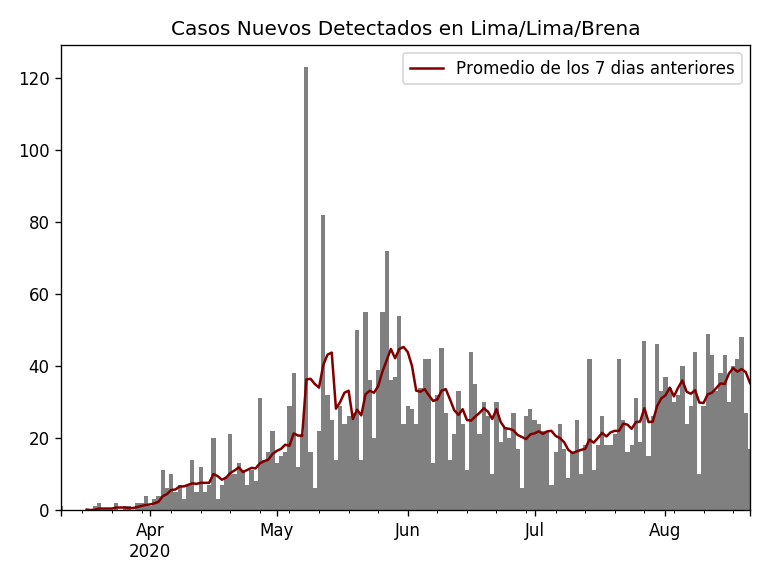 Casos Nuevos Detectados en Lima/Lima/Brena
Promedio de los 7 dias anteriores
120
100
80
60
40
20
0
Apr
2020
May
Jun
Jul
Aug